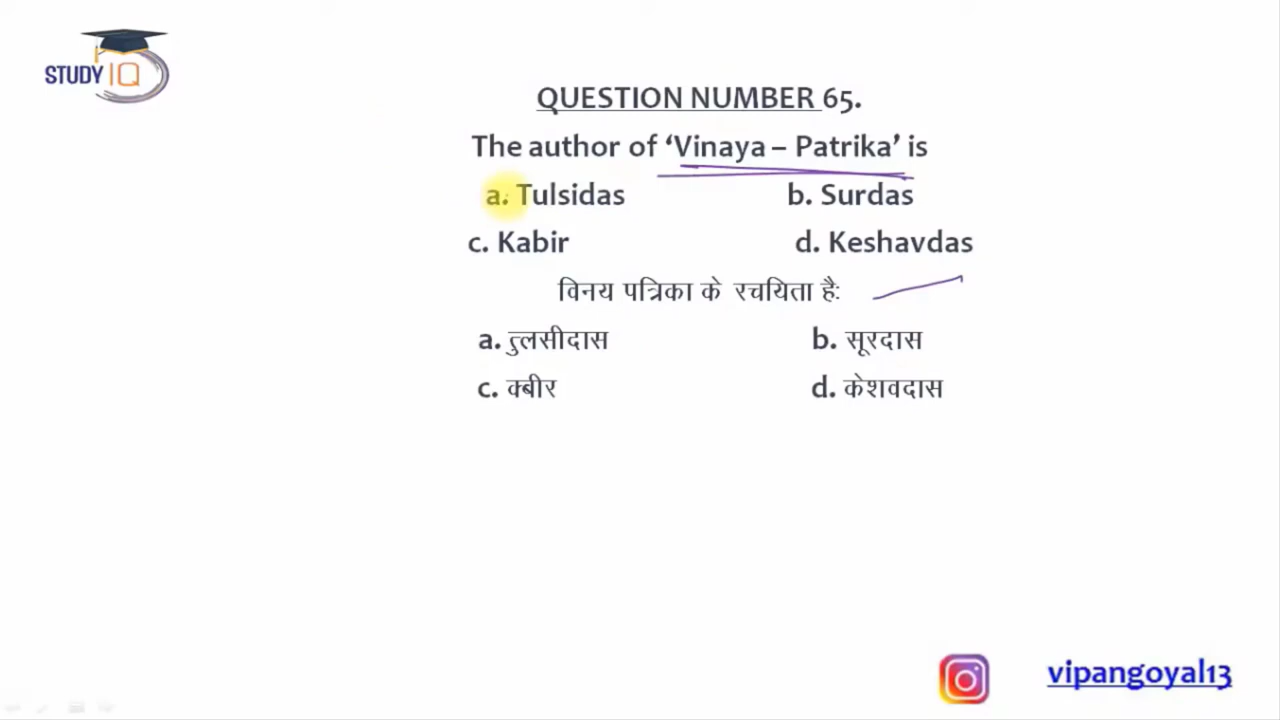 STUDY IQ
QUESTION NUMBER 65.
The author of ‘Vinaya – Patrika’ is
a. Tulsidas b. Surdas
c. Kabir d. Keshavdas
विनय पत्रिका के रचयिता है:
a. तुलसीदास b. सूरदास
c. क्बीर d. केशवदास
vipangoyal13